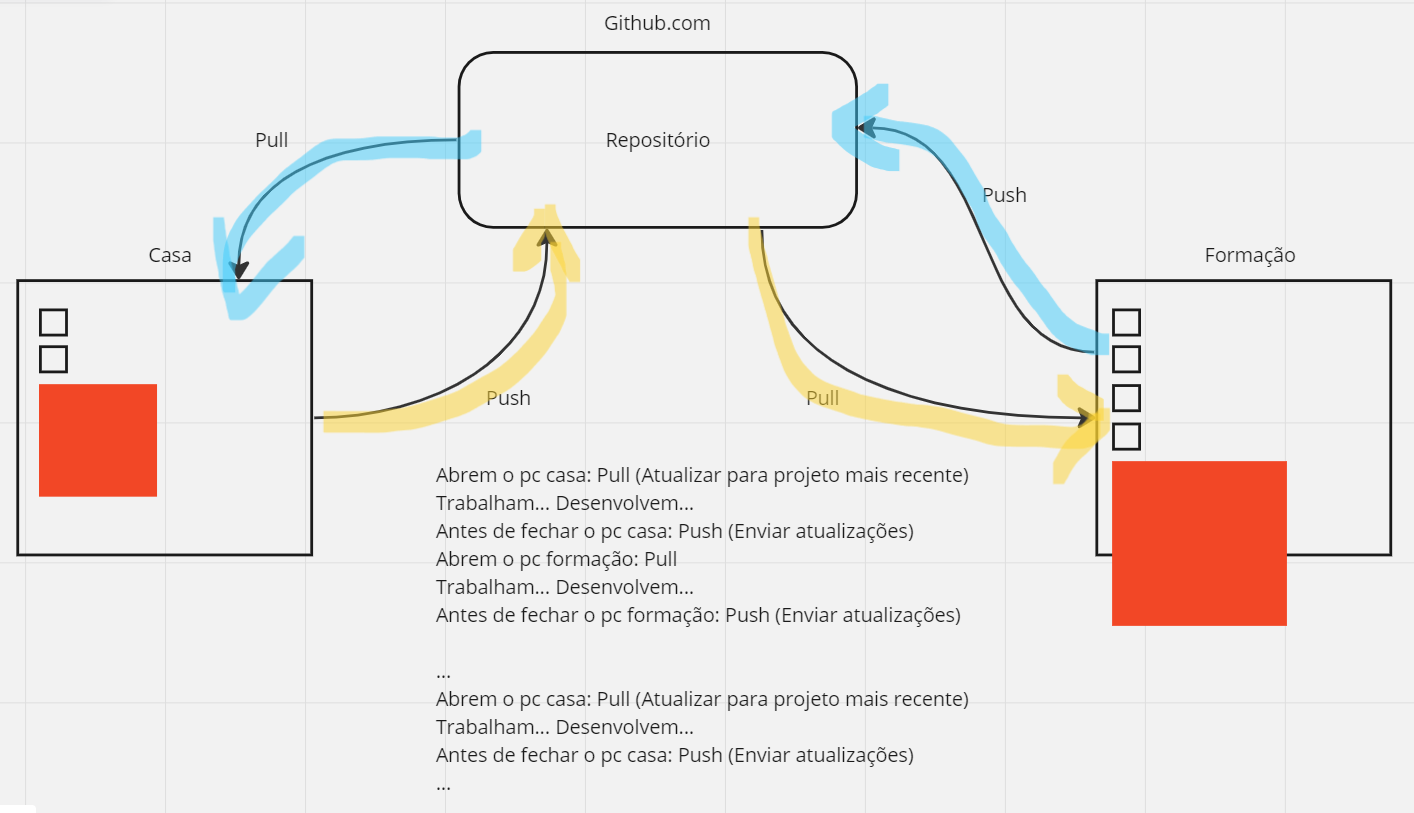 Github.com
Pull
Repositório
Push
Casa
Formação
Push
Pull
Abrem o pc casa: Pull (Atualizar para projeto mais recente)
Trabalham... Desenvolvem...
Antes de fechar o pc casa: Push (Enviar atualizações)
Abrem o pc formação: Pull
Trabalham... Desenvolvem...
Antes de fechar o pc formação: Push (Enviar atualizações)
...
Abrem o pc casa: Pull (Atualizar para projeto mais recente)
Trabalham... Desenvolvem...
Antes de fechar o pc casa: Push (Enviar atualizações)
...